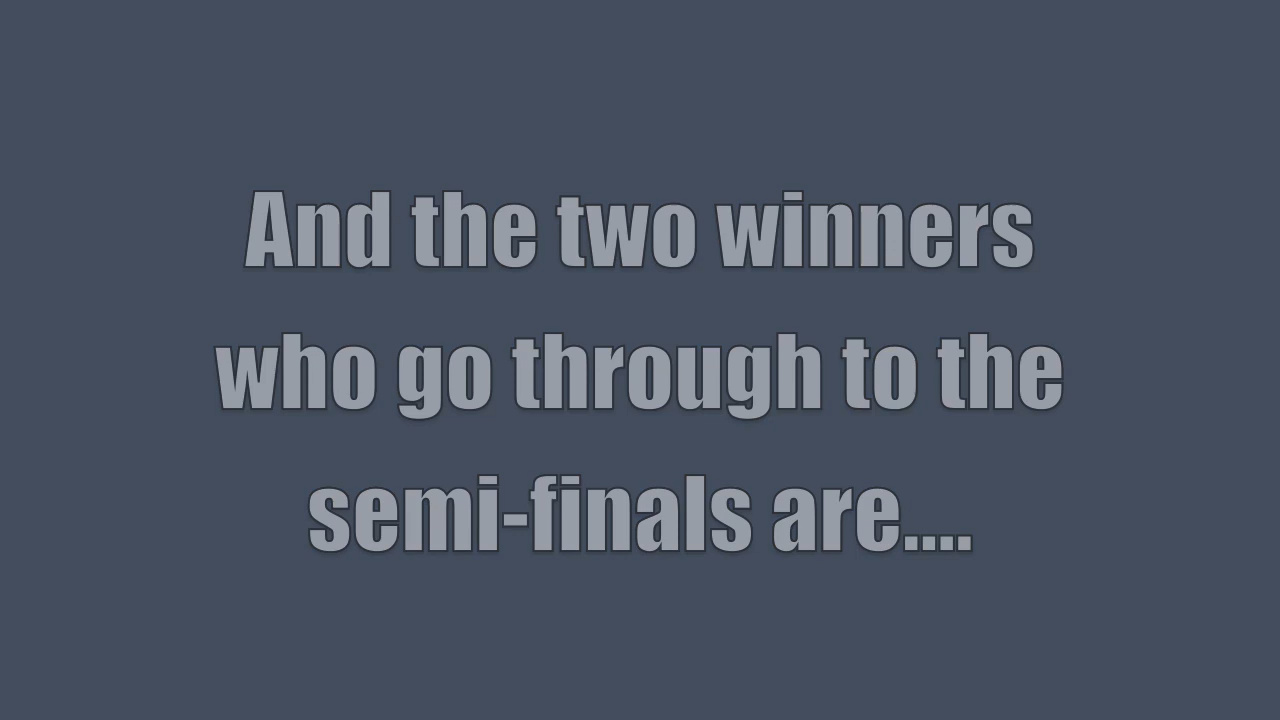 And the two winners
who go through to the
semi-finals are....